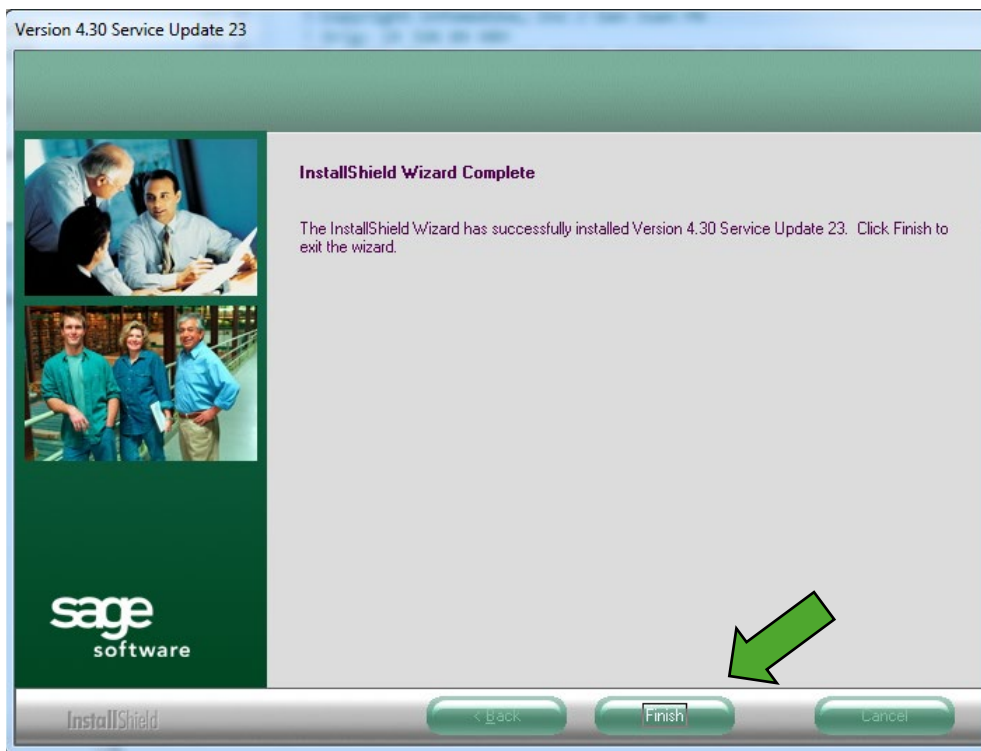 Version 4.30 Service Update 23
InstallShield Wizard Complete
The InstallShield Wizard has successfully installed Version 4.30 Service Update 23. Click Finish to
exit the wizard.
sage
software
InstallShield
< Back
Finish
Cancel